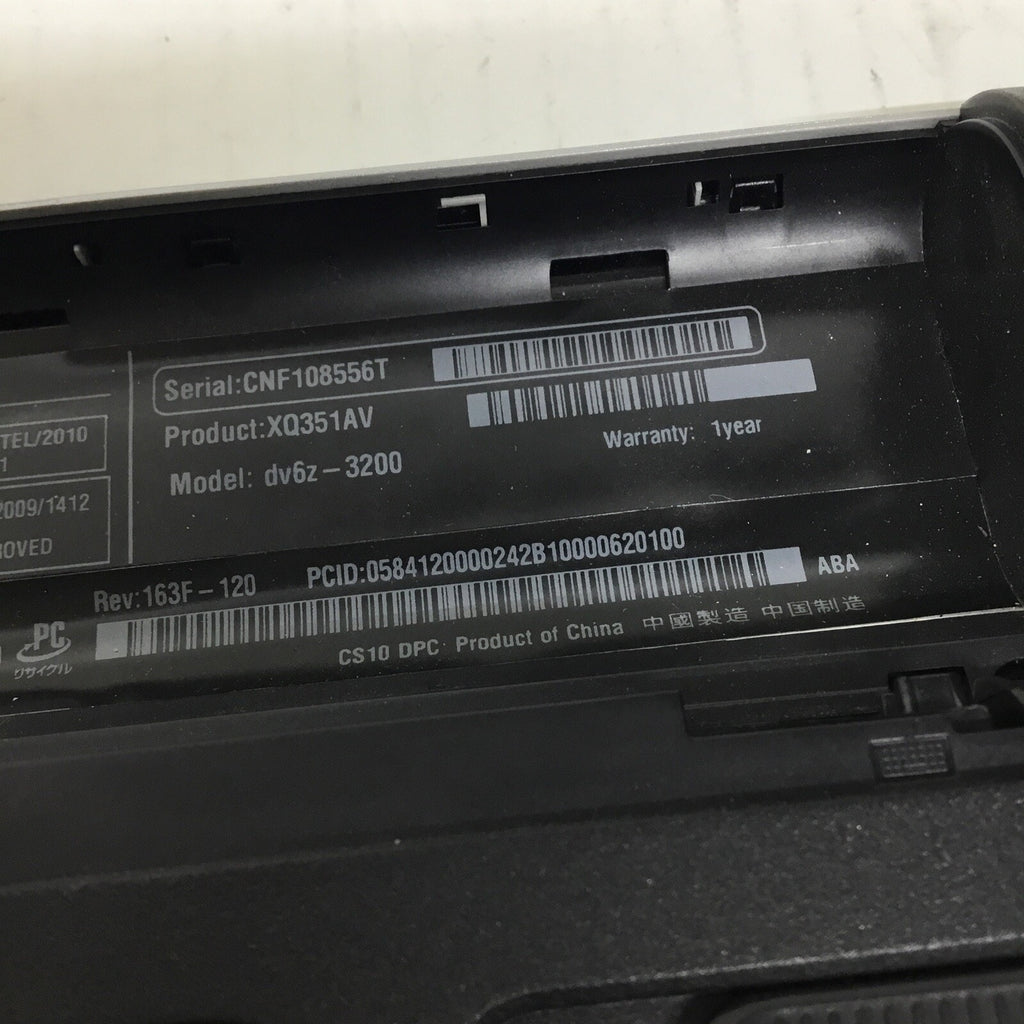 Serial:CNF108556T
Product:XQ351AV
Warranty: 1year
Model: dv6z-3200
TEL/2010
1
2009/1412
OVED
Rev:163F-120
PCID:0584120000242B10000620100
ABA
PC
リサイクル
CS10 DPC Product of China 中國製造 中国制造